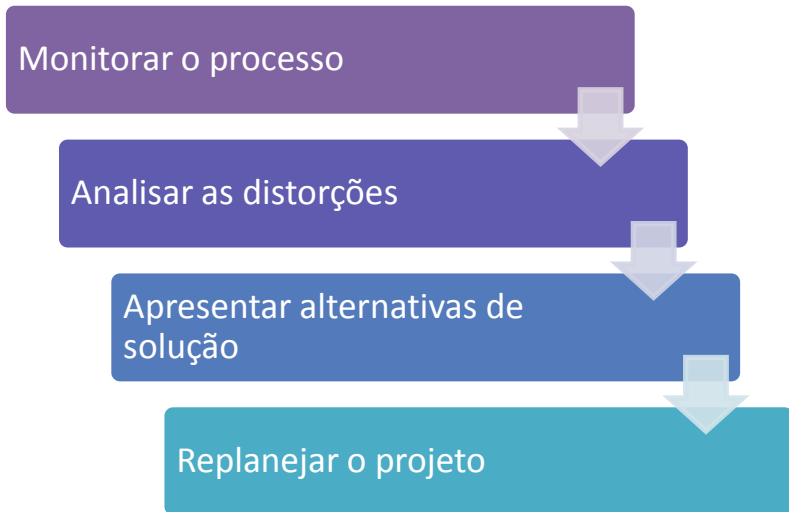 Monitorar o processo
Analisar as distorções
Apresentar alternativas de
solução
Replanejar o projeto